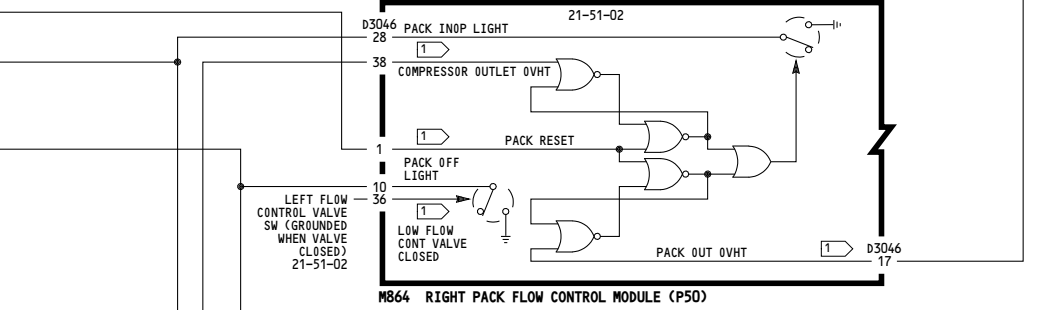 21-51-02
D3046
28 PACK INOP LIGHT
1
38
COMPRESSOR OUTLET OVHT
1
1 PACK RESET
PACK OFF
LIGHT
10
36
LEFT FLOW
CONTROL VALVE
SW (GROUNDED
WHEN VALVE
CLOSED)
21-51-02
1
LOW FLOW
CONT VALVE
CLOSED
PACK OUT OVHT
1
D3046
17
M864 RIGHT PACK FLOW CONTROL MODULE (P50)